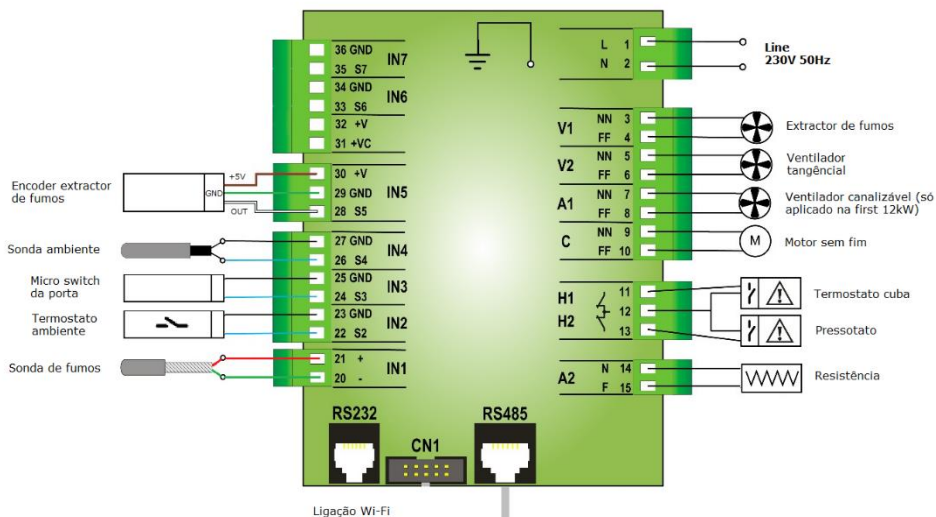 36 GND
IN7
35 S7
34 GND
IN6
33 S6
32 +V
31 +VC
Encoder extractor
de fumos
+5V
GND
OUT
30 +V
29 GND
IN5
28 S5
Sonda ambiente
27 GND
IN4
26 S4
Micro switch
da porta
25 GND
IN3
24 S3
Termostato
ambiente
23 GND
IN2
22 S2
Sonda de fumos
21 +
IN1
20 -
L 1
N 2
Line
230V 50Hz
V1
NN 3
FF 4
Extractor de fumos
V2
NN 5
FF 6
Ventilador
tangêncial
A1
NN 7
FF 8
Ventilador canalizável (só
aplicado na first 12kW)
C
NN 9
FF 10
M
Motor sem fim
H1
11
12
H2
13
Termostato cuba
Pressotato
A2
N 14
F 15
Resistência
RS232
CN1
RS485
Ligação Wi-Fi